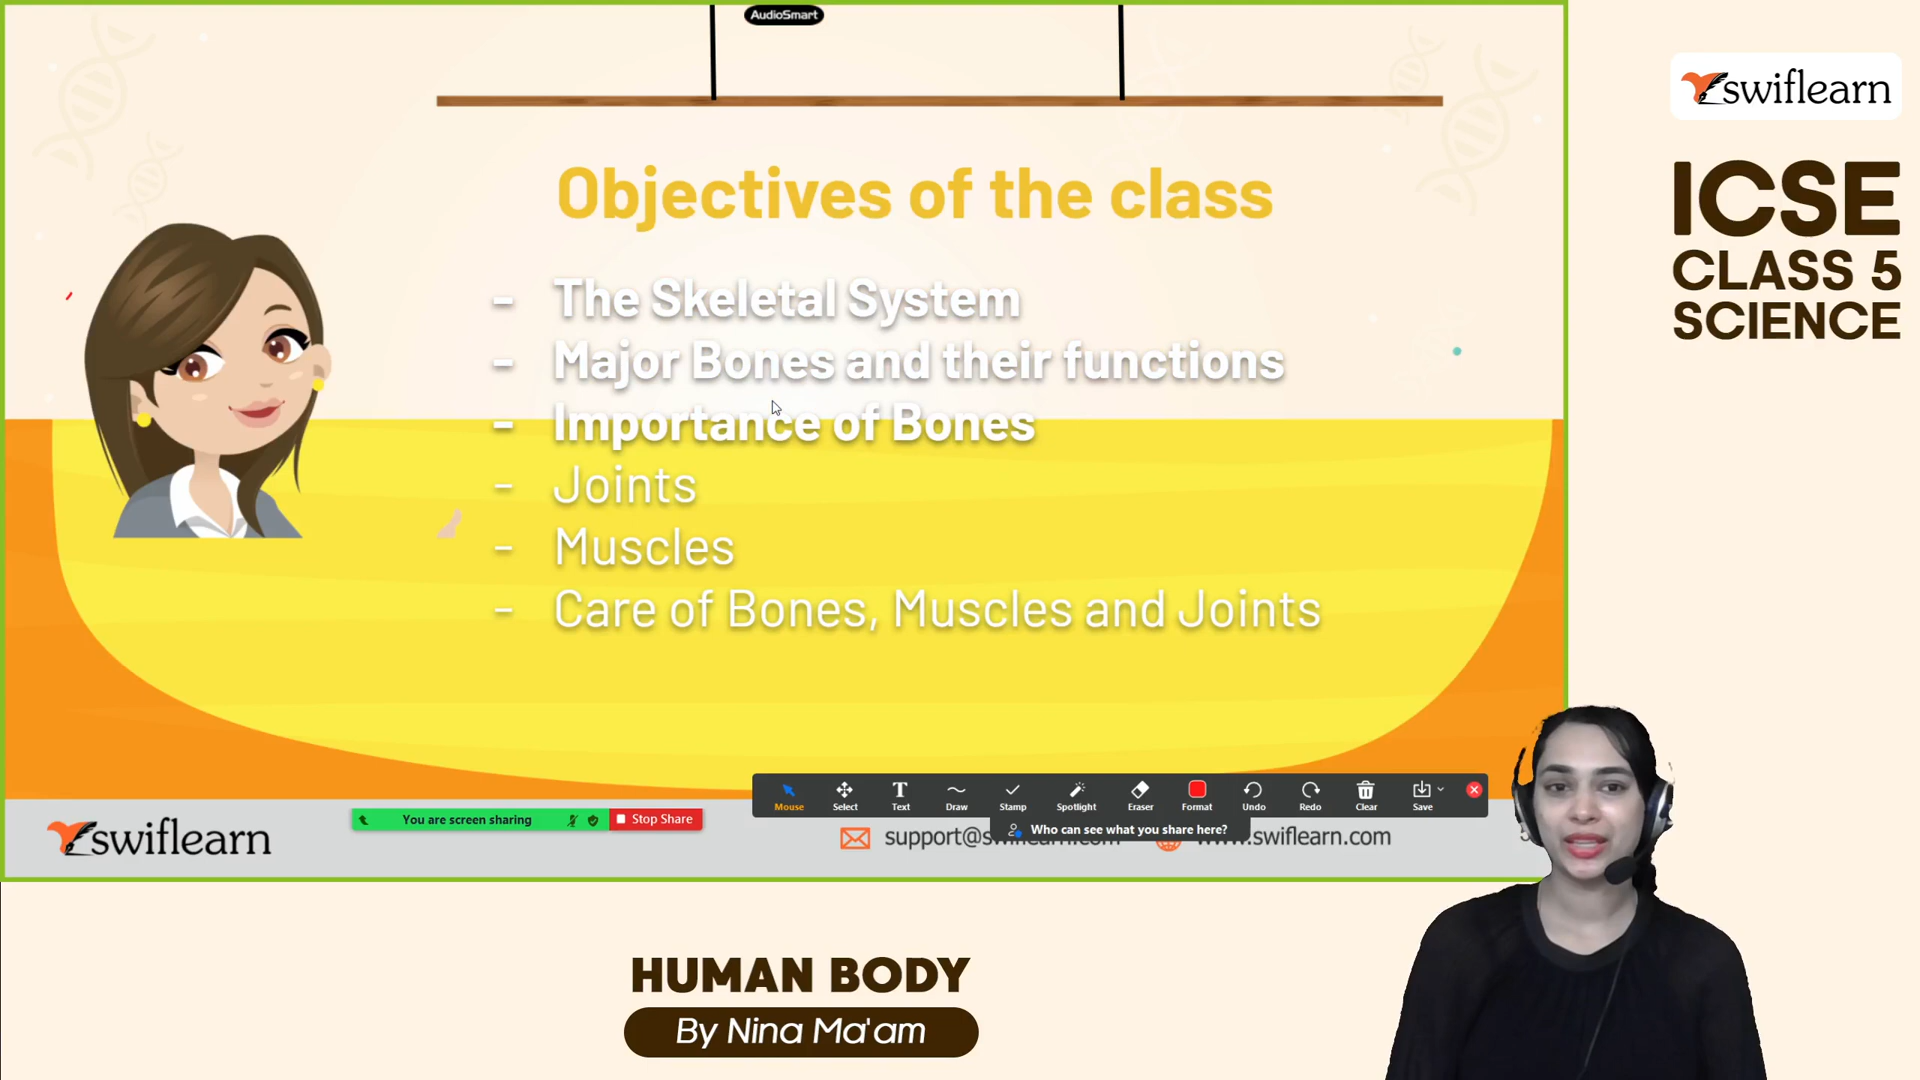 AudioSmart
swiflearn
ICSE
CLASS 5
SCIENCE
Objectives of the class
- The Skeletal System
- Major Bones and their functions
- Importance of Bones
- Joints
- Muscles
- Care of Bones, Muscles and Joints
Mouse Select Text Draw Stamp Spotlight Eraser Format Undo Redo Clear Save
You are screen sharing Stop Share
Who can see what you share here?
swiflearn
support@swiflearn.com www.swiflearn.com
HUMAN BODY
By Nina Ma'am